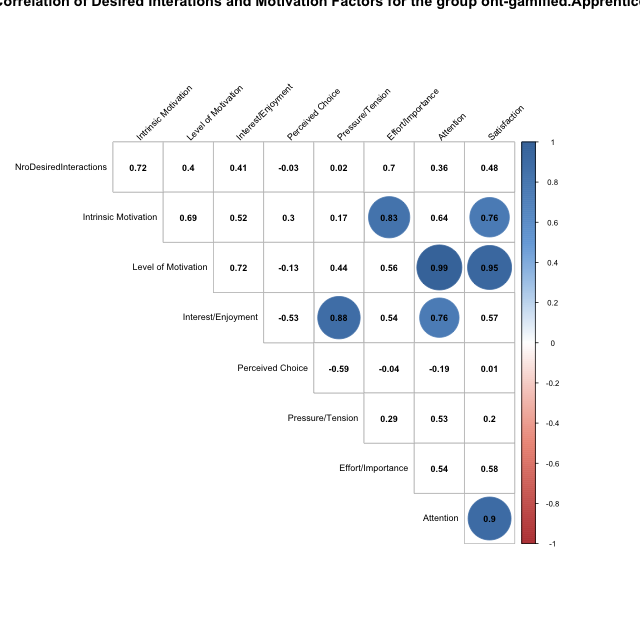 Correlation of Desired Interations and Motivation Factors for the group ont-gamified.Apprentic
Intrinsic Motivation
Level of Motivation
Interest/Enjoyment
Perceived Choice
Pressure/Tension
Effort/Importance
Attention
Satisfaction
NroDesiredInteractions 0.72 0.4 0.41 -0.03 0.02 0.7 0.36 0.48
Intrinsic Motivation 0.69 0.52 0.3 0.17 0.83 0.64 0.76
Level of Motivation 0.72 -0.13 0.44 0.56 0.99 0.95
Interest/Enjoyment -0.53 0.88 0.54 0.76 0.57
Perceived Choice -0.59 -0.04 -0.19 0.01
Pressure/Tension 0.29 0.53 0.2
Effort/Importance 0.54 0.58
Attention 0.9
1
0.8
0.6
0.4
0.2
0
-0.2
-0.4
-0.6
-0.8
-1